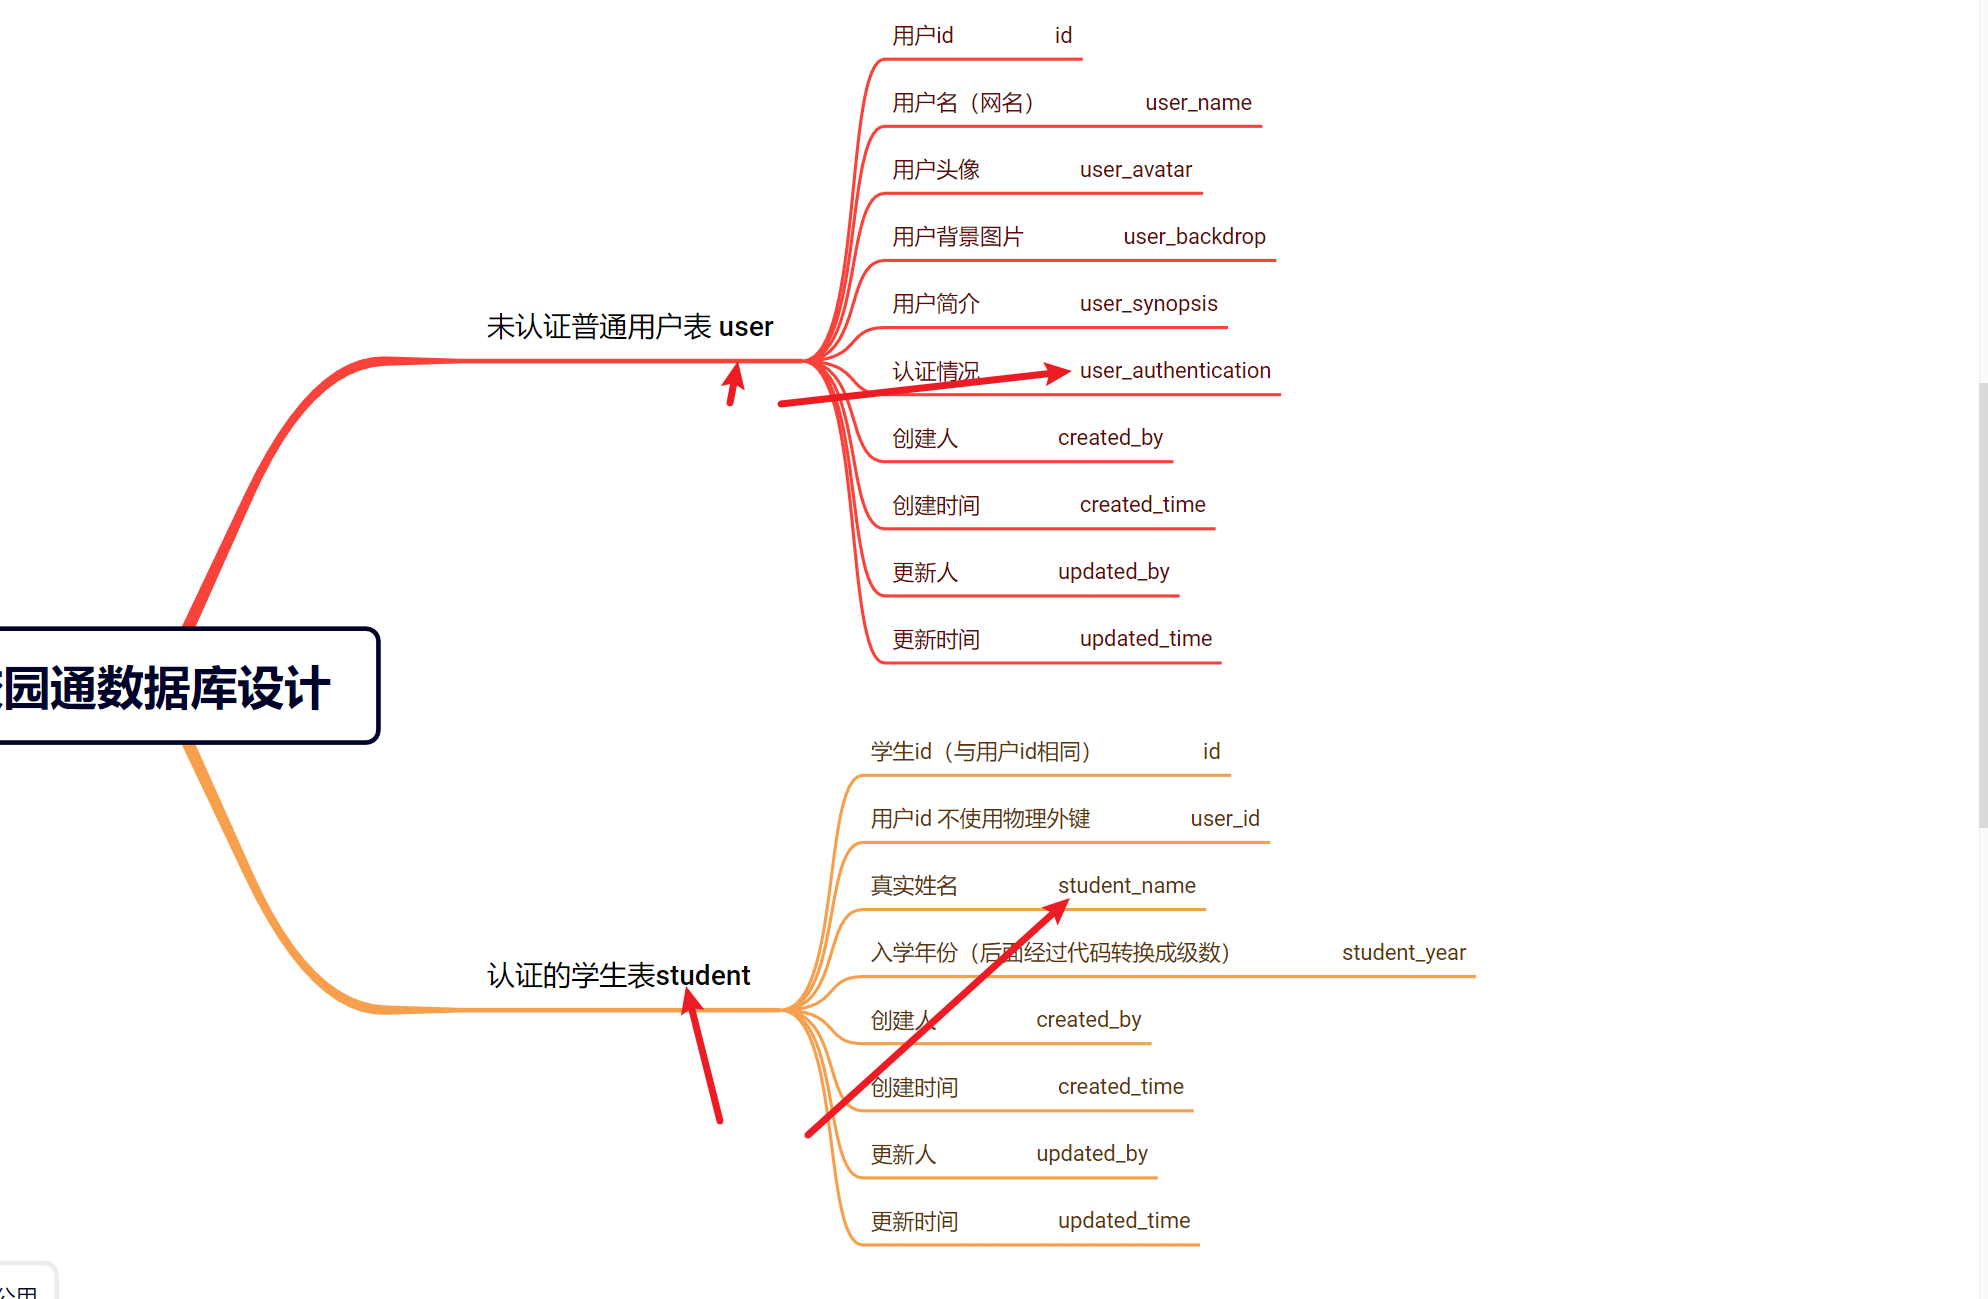 用户id id
用户名（网名） user_name
用户头像 user_avatar
用户背景图片 user_backdrop
用户简介 user_synopsis
未认证普通用户表 user
认证情况 user_authentication
创建人 created_by
创建时间 created_time
更新人 updated_by
更新时间 updated_time
园通数据库设计
学生id（与用户id相同） id
用户id 不使用物理外键 user_id
真实姓名 student_name
入学年份（后面经过代码转换成级数） student_year
认证的学生表student
创建人 created_by
创建时间 created_time
更新人 updated_by
更新时间 updated_time
公用